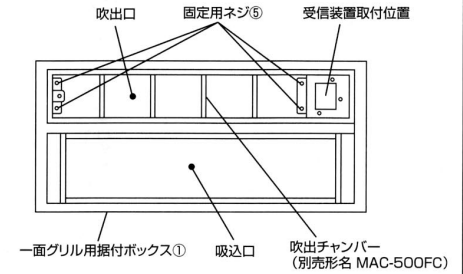 吹出口
固定用ネジ⑤
受信装置取付位置
一面グリル用据付ボックス①
吸込口
吹出チャンバー
（別売形名 MAC-500FC）